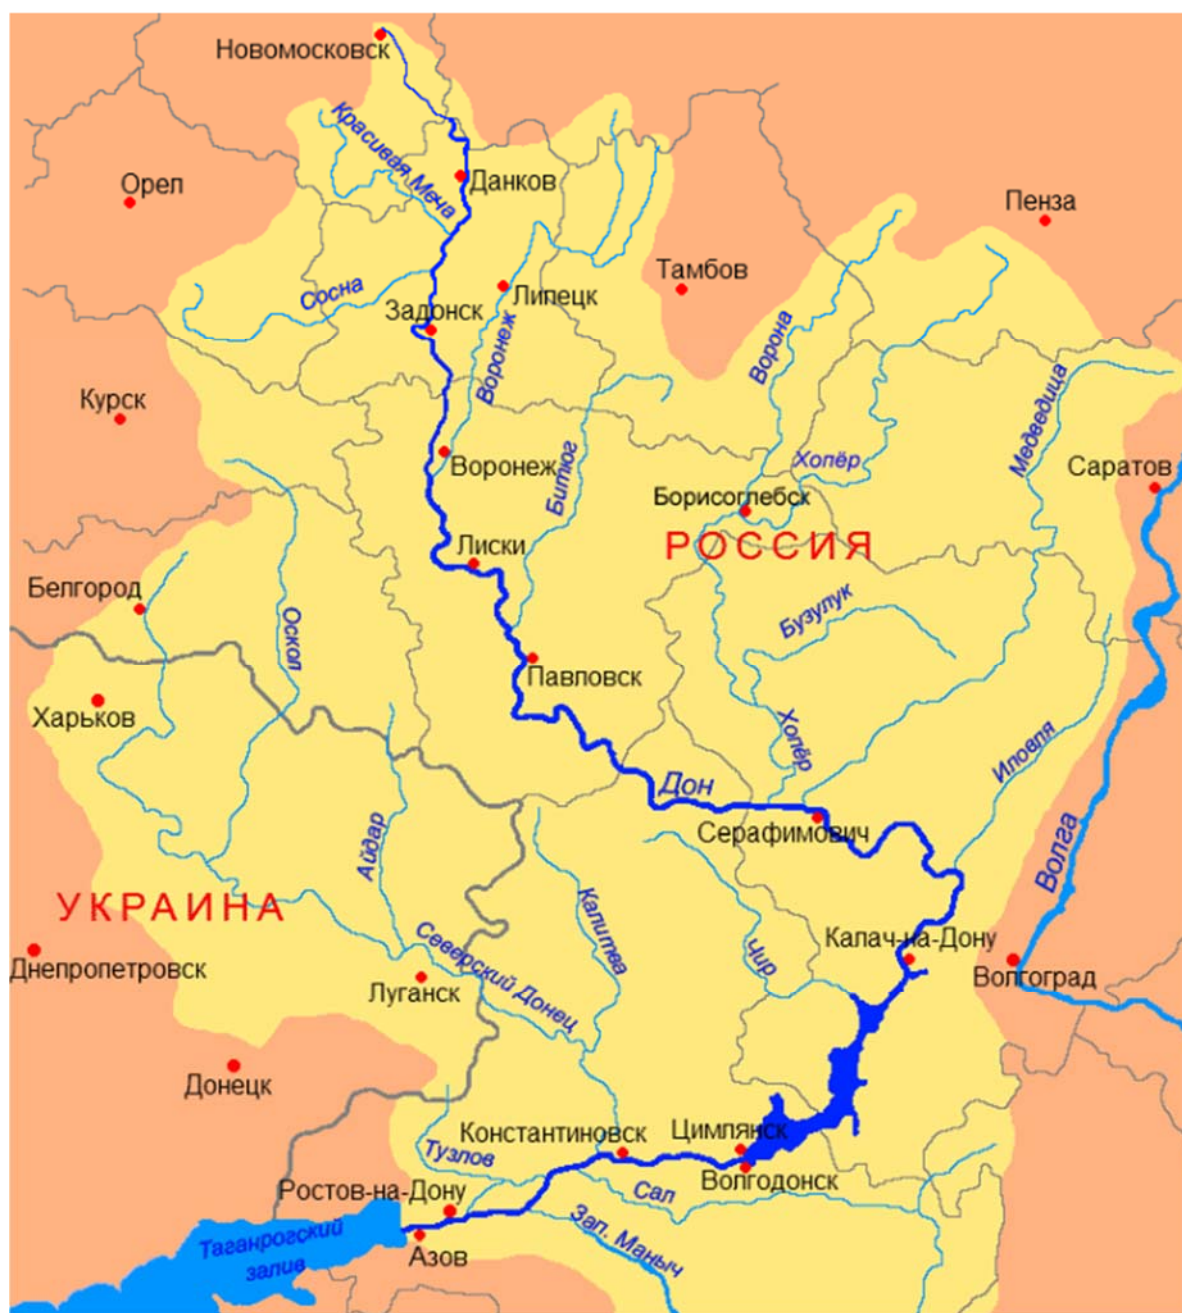 Новомосковск
Красивая Меча
Орел
Данков
Пенза
Тамбов
Сосна
Липецк
Задонск
Воронеж
Ворона
Курск
Медведица
Воронеж
Битюг
Хопёр
Саратов
Борисоглебск
РОССИЯ
Лиски
Белгород
Оскол
Бузулук
Павловск
Харьков
Хопёр
Иловля
Дон
Серафимович
Айдар
Волга
УКРАИНА
Калитва
Чир
Калач-на-Дону
Днепропетровск
Северский Донец
Волгоград
Луганск
Донецк
Константиновск
Цимлянск
Тузлов
Волгодонск
Ростов-на-Дону
Сал
Таганрогский
залив
Зап. Маныч
Азов